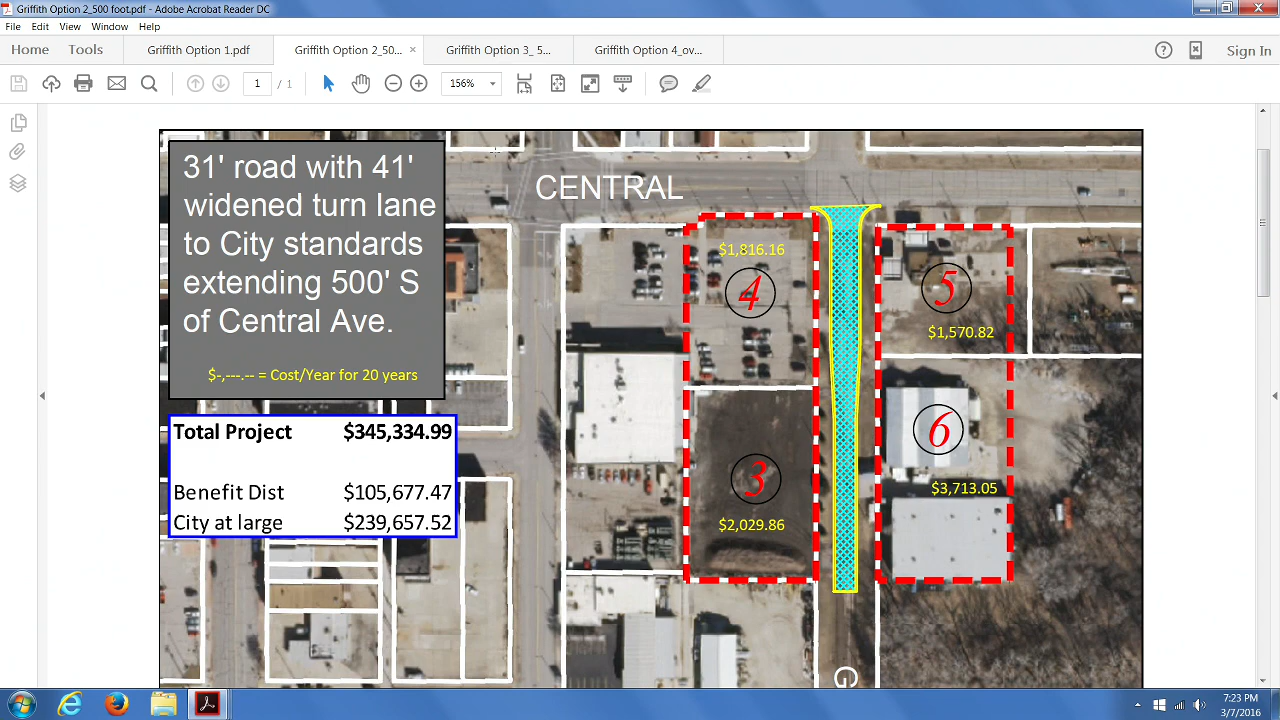 Griffith Option 2_500 foot.pdf - Adobe Acrobat Reader DC
File Edit View Window Help
Home Tools Griffith Option 1.pdf Griffith Option 2_50... × Griffith Option 3_ 5... Griffith Option 4_ov... Sign In
1 / 1 156%
31' road with 41'
widened turn lane
to City standards
extending 500' S
of Central Ave.
$-,---.-- = Cost/Year for 20 years
Total Project $345,334.99
Benefit Dist $105,677.47
City at large $239,657.52
CENTRAL
$1,816.16
4
5
$1,570.82
6
$3,713.05
3
$2,029.86
G
7:23 PM
3/7/2016